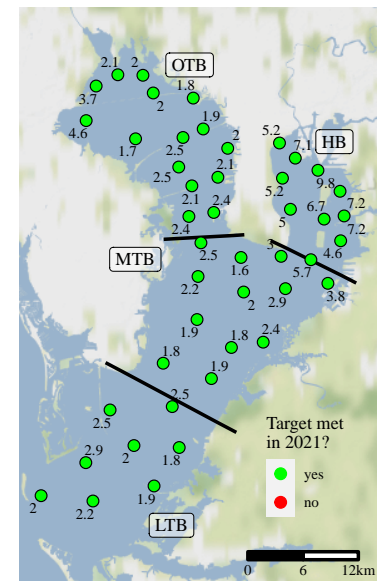 2.1 2
OTB
3.7 2 1.8
4.6 1.9
1.7 2.5 2
5.2 HB
7.1
2.5 2.1
5.2 9.8
2.1
2.4 2.4
5 6.7 7.2
7.2
4.6
MTB 2.5
1.6 3 5.7
2.2
2 2.9 3.8
1.9
1.8 2.4
1.8
1.9
2.5
2.5
Target met
in 2021?
yes
no
2.9 2 1.8
2 2.2 1.9
LTB
0 6 12km